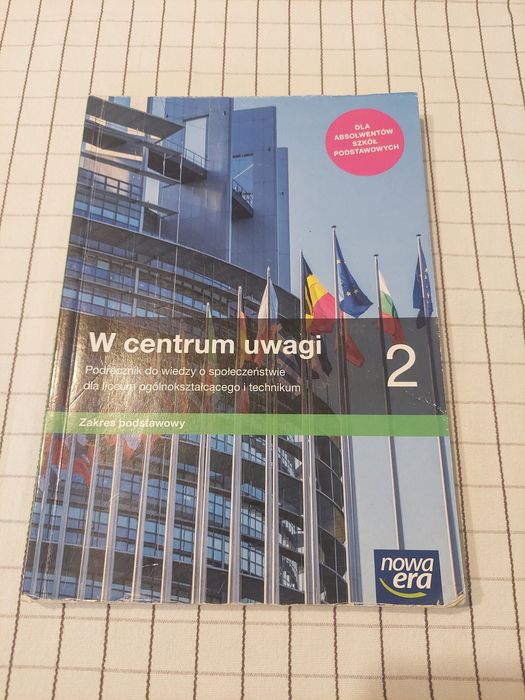 DLA
ABSOLWENTÓW
SZKÓŁ
PODSTAWOWYCH
W centrum uwagi
Podręcznik do wiedzy o społeczeństwie
dla liceum ogólnokształcącego i technikum
2
Zakres podstawowy
nowa
era